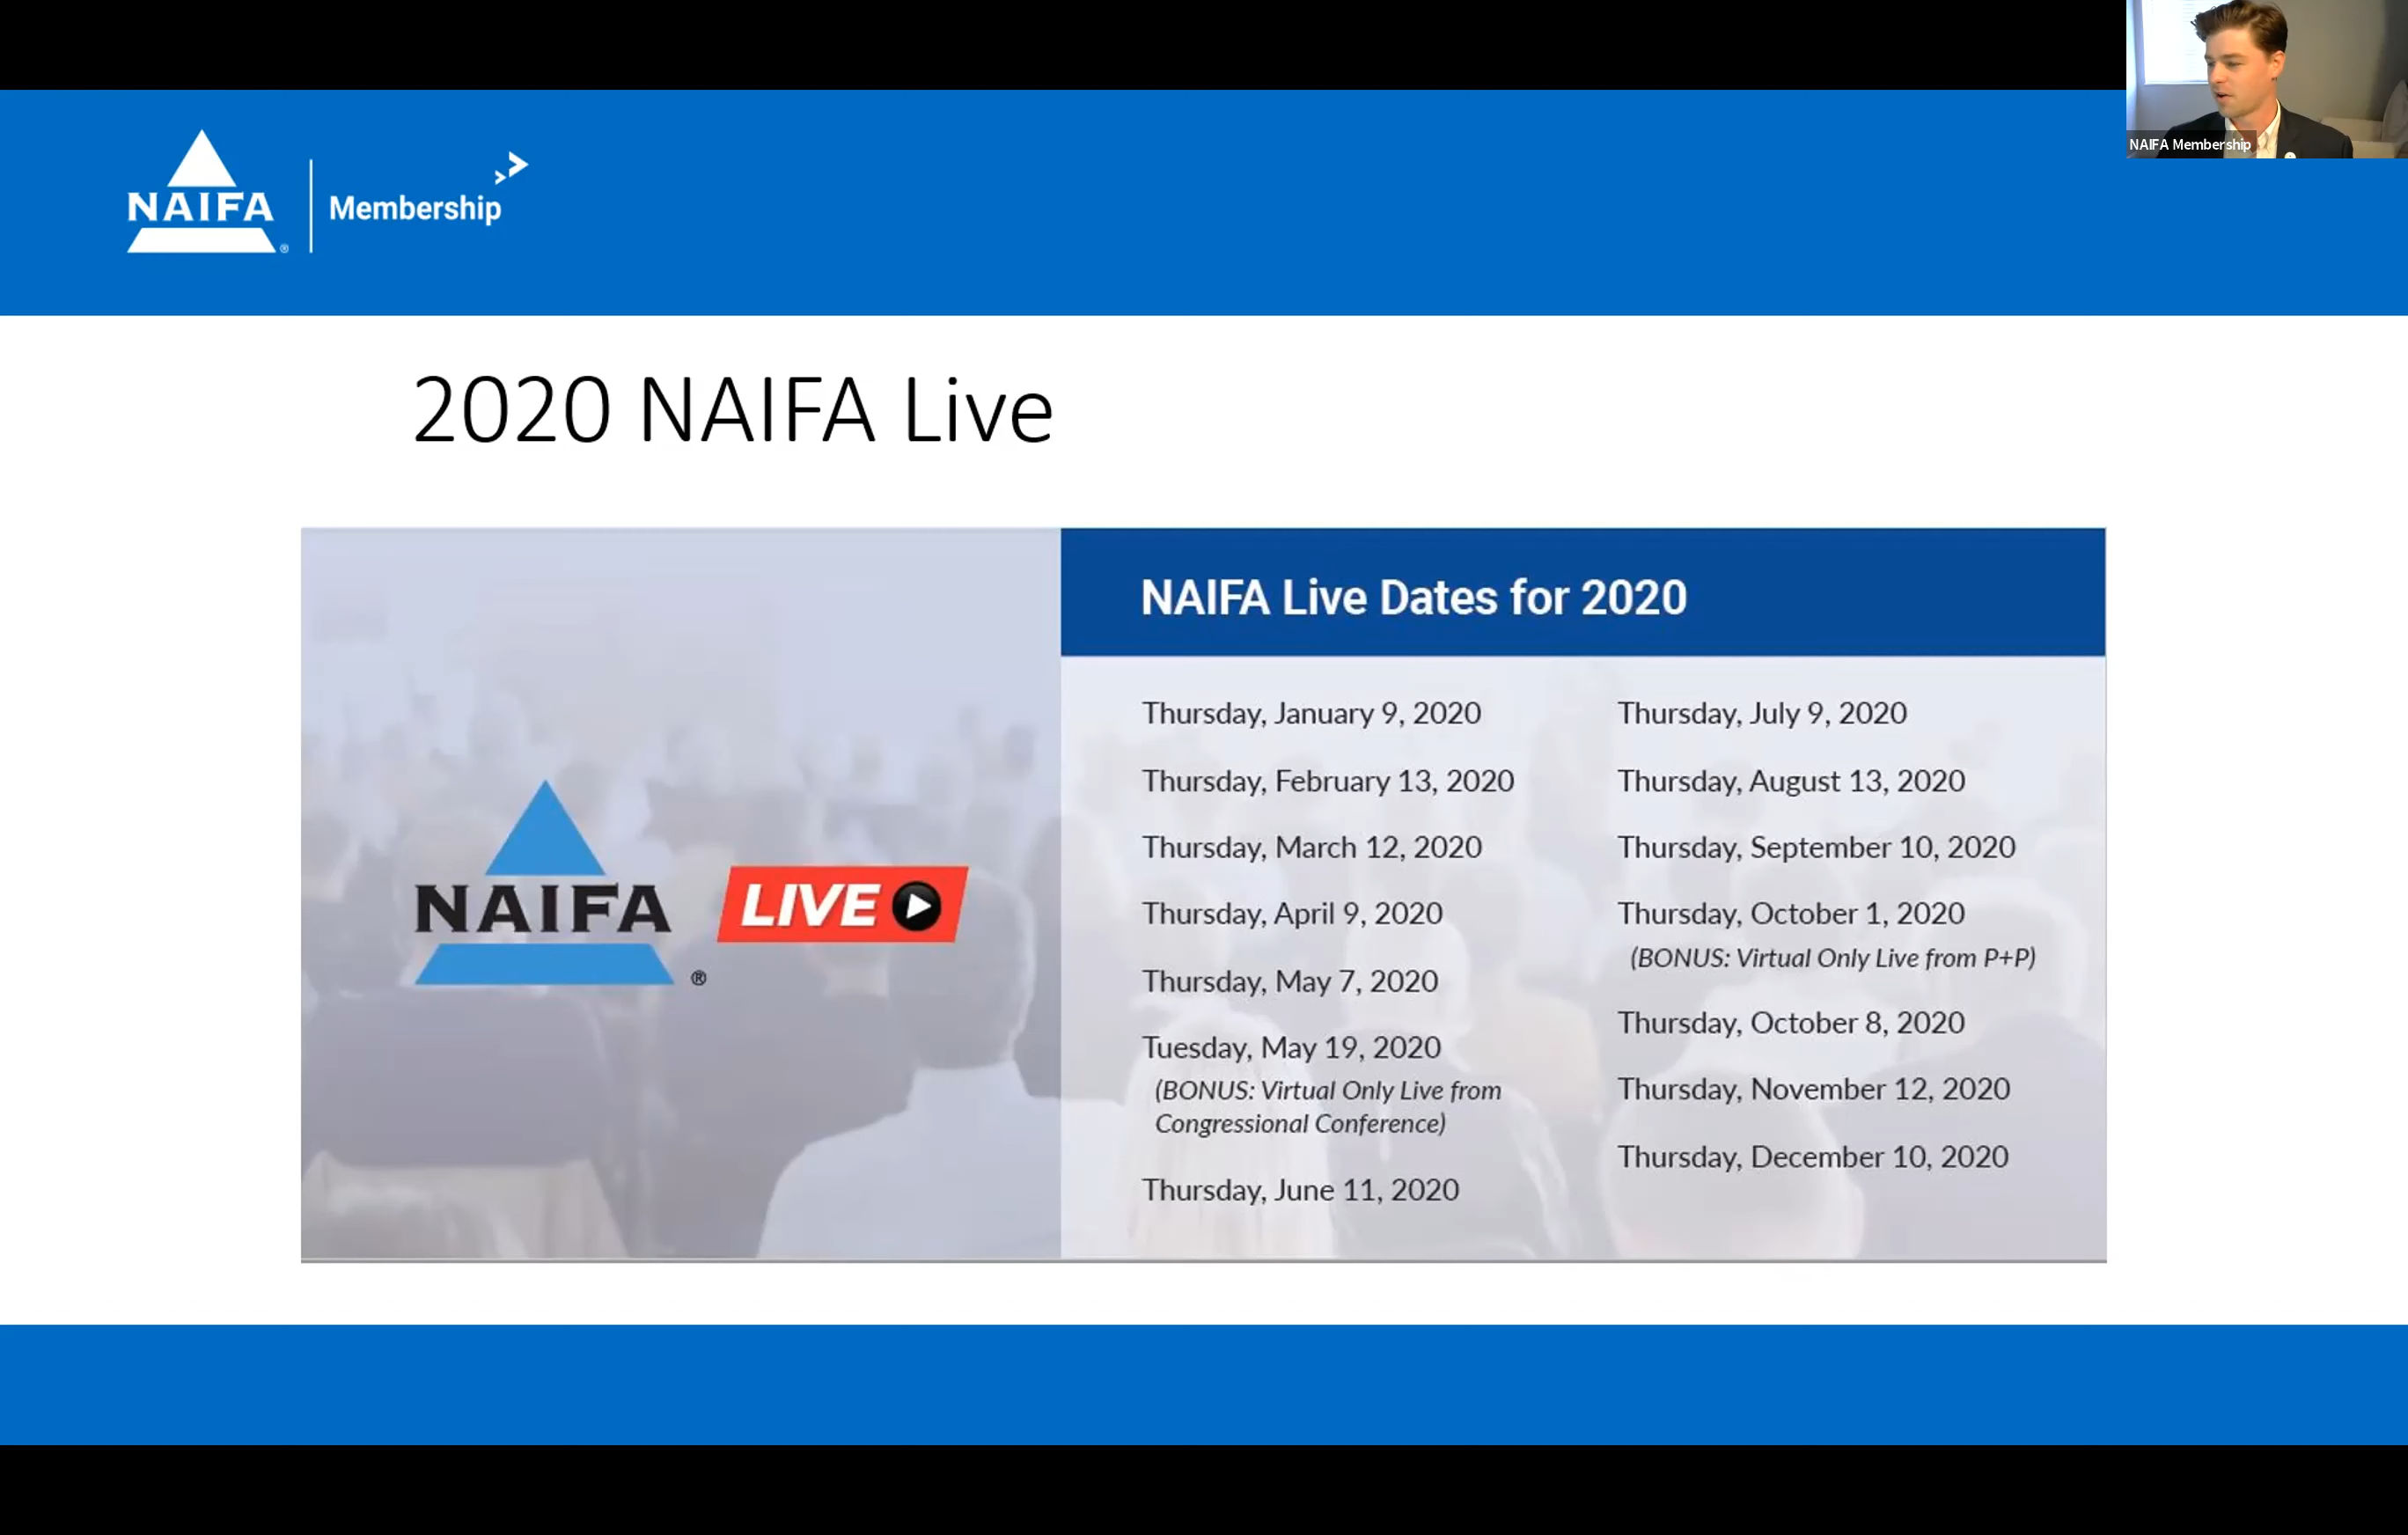 NAIFA Membership
NAIFA
®
Membership
2020 NAIFA Live
NAIFA
®
LIVE
NAIFA Live Dates for 2020
Thursday, January 9, 2020
Thursday, February 13, 2020
Thursday, March 12, 2020
Thursday, April 9, 2020
Thursday, May 7, 2020
Tuesday, May 19, 2020
(BONUS: Virtual Only Live from
Congressional Conference)
Thursday, June 11, 2020
Thursday, July 9, 2020
Thursday, August 13, 2020
Thursday, September 10, 2020
Thursday, October 1, 2020
(BONUS: Virtual Only Live from P+P)
Thursday, October 8, 2020
Thursday, November 12, 2020
Thursday, December 10, 2020